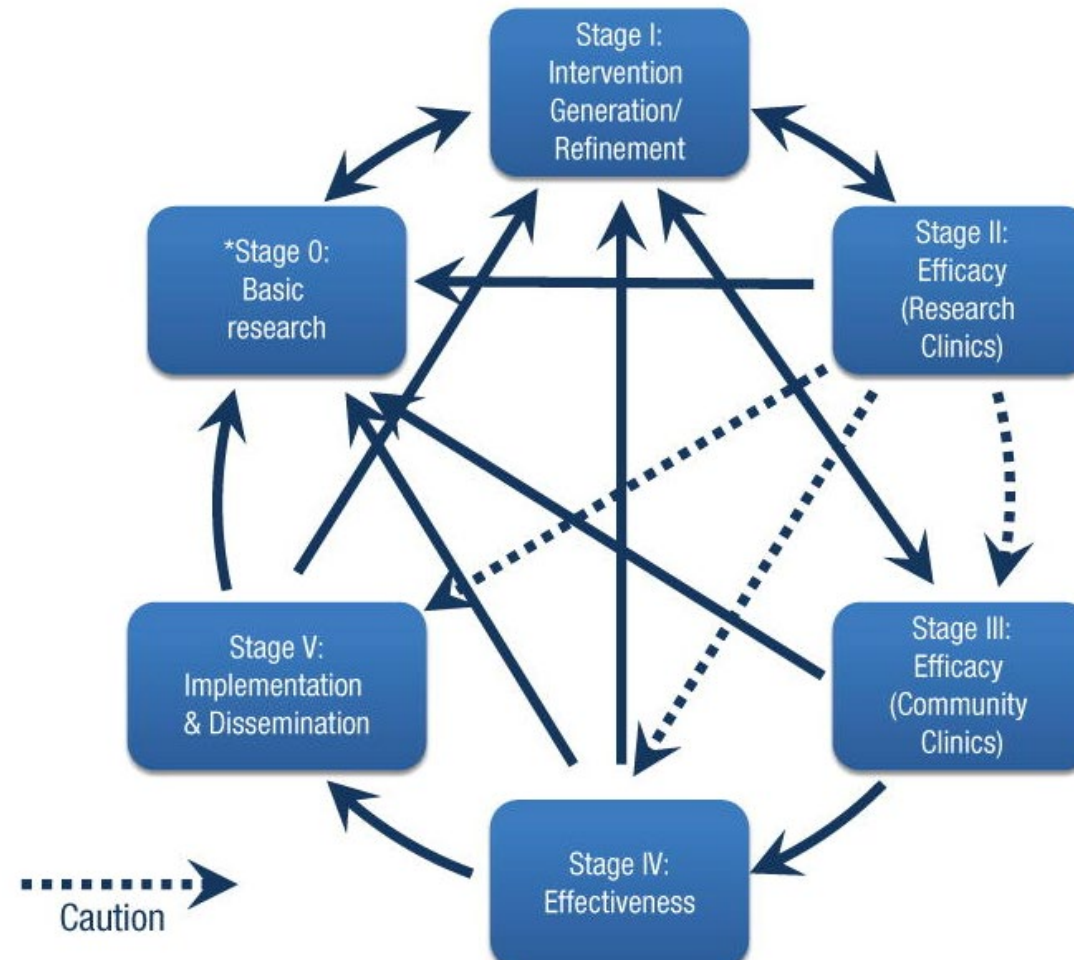 Stage I:
Intervention
Generation/
Refinement
*Stage 0:
Basic
research
Stage II:
Efficacy
(Research
Clinics)
Stage V:
Implementation
& Dissemination
Stage III:
Efficacy
(Community
Clinics)
Stage IV:
Effectiveness
Caution